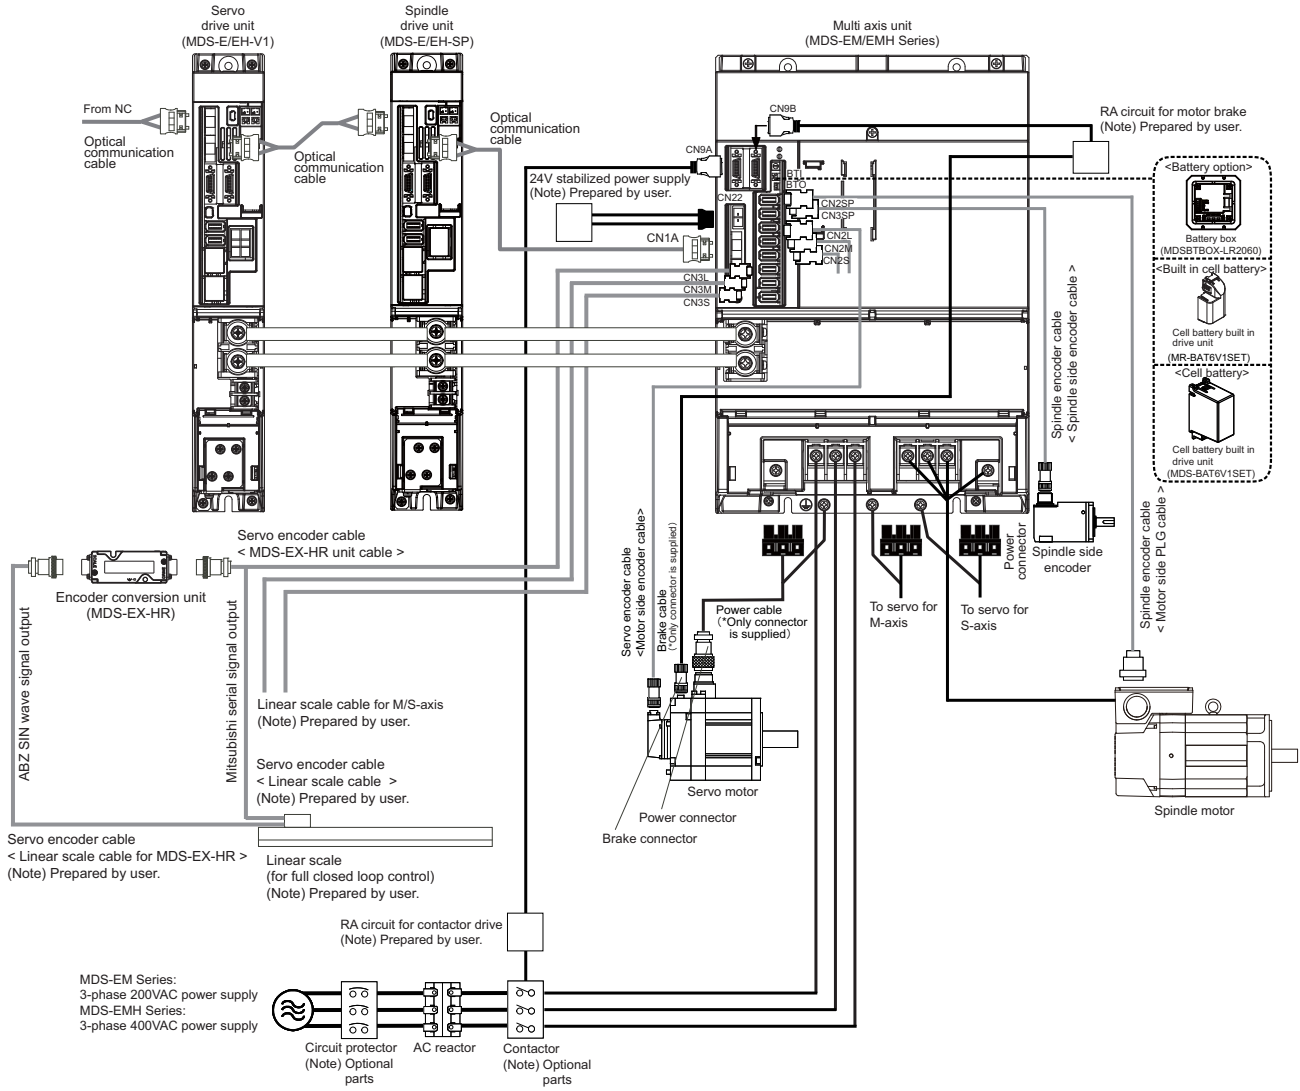 Servo
drive unit
(MDS-E/EH-V1)
Spindle
drive unit
(MDS-E/EH-SP)
Multi axis unit
(MDS-EM/EMH Series)
From NC
Optical
communication
cable
Optical
communication
cable
Optical
communication
cable
CN9B
CN9A
RA circuit for motor brake
(Note) Prepared by user.
24V stabilized power supply
(Note) Prepared by user.
BTI
BTO
CN22
CN2SP
CN3SP
CN1A
CN2L
CN2M
CN2S
CN3L
CN3M
CN3S
<Battery option>
Battery box
(MDSBTBOX-LR2060)
<Built in cell battery>
Cell battery built in
drive unit
(MR-BAT6V1SET)
<Cell battery>
Cell battery built in
drive unit
(MDS-BAT6V1SET)
Spindle encoder cable
< Spindle side encoder cable >
Spindle encoder cable
< Motor side PLG cable >
Spindle side
encoder
Power
connector
Servo encoder cable
< MDS-EX-HR unit cable >
Encoder conversion unit
(MDS-EX-HR)
ABZ SIN wave signal output
Mitsubishi serial signal output
Servo encoder cable
<Motor side encoder cable>
Brake cable
(*Only connector is supplied)
Power cable
(*Only connector
is supplied)
To servo for
M-axis
To servo for
S-axis
Linear scale cable for M/S-axis
(Note) Prepared by user.
Servo encoder cable
< Linear scale cable >
(Note) Prepared by user.
Servo motor
Power connector
Brake connector
Spindle motor
Servo encoder cable
< Linear scale cable for MDS-EX-HR >
(Note) Prepared by user.
Linear scale
(for full closed loop control)
(Note) Prepared by user.
RA circuit for contactor drive
(Note) Prepared by user.
MDS-EM Series:
3-phase 200VAC power supply
MDS-EMH Series:
3-phase 400VAC power supply
Circuit protector
(Note) Optional
parts
AC reactor
Contactor
(Note) Optional
parts